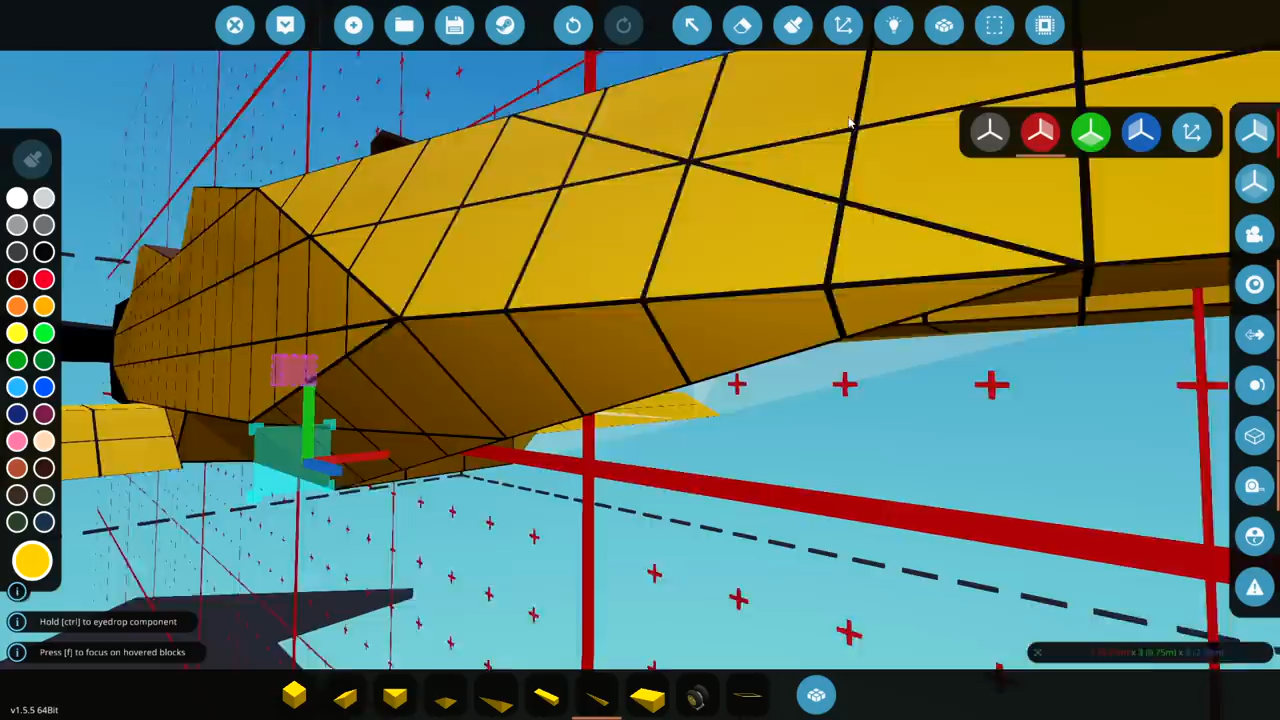 Hold [ctrl] to eyedrop component
Press [f] to focus on hovered blocks
v1.5.5 64Bit